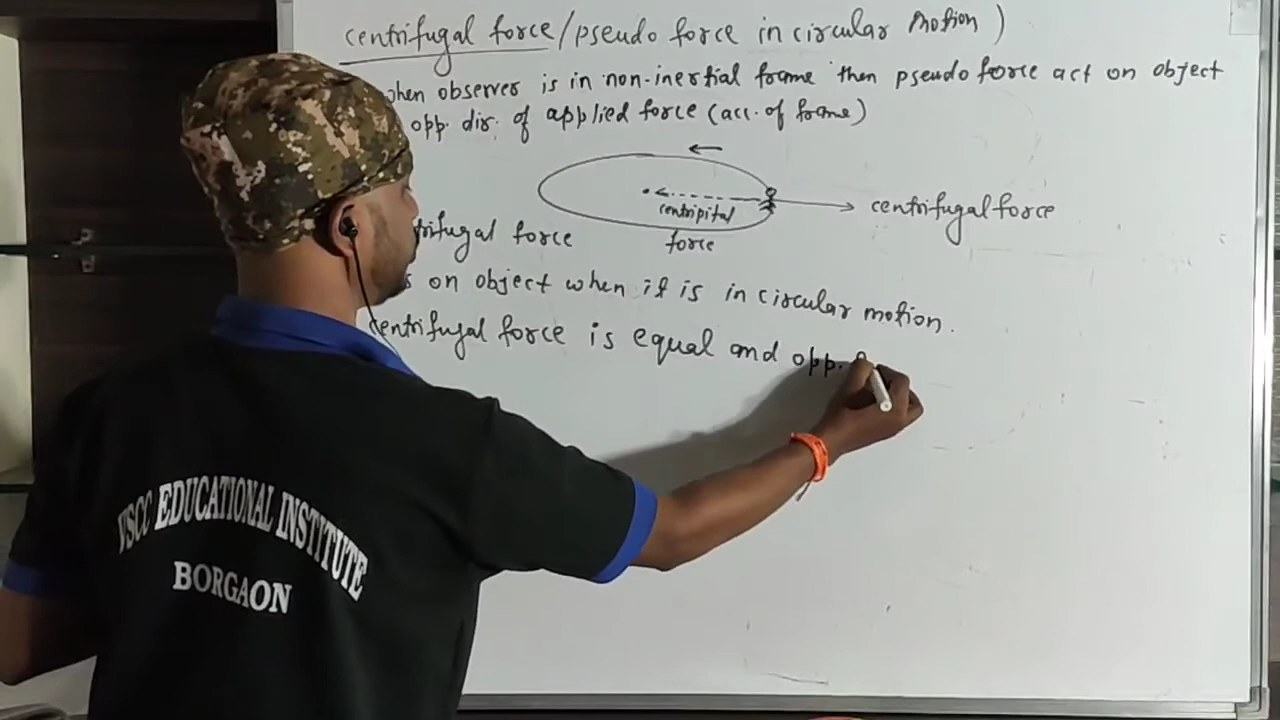 centrifugal force/pseudo force in circular motion)
when observer is in non-inertial frame then pseudo force act on object
opp. dir. of applied force (acc. of frame)
centripital
force
centrifugal force
trifugal force
on object when it is in circular motion.
centrifugal force is equal and opp.
VSCC EDUCATIONAL INSTITUTE
BORGAON